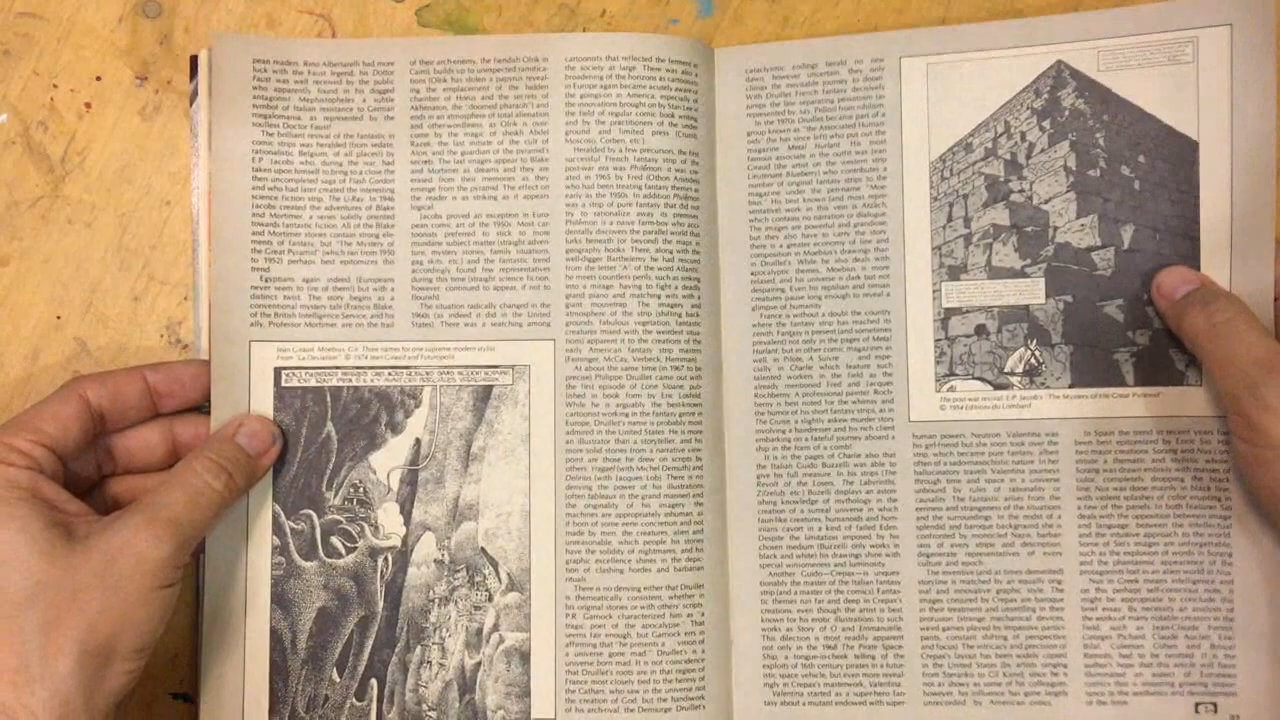 pean readers. Rino Albertarelli had more
luck with the Faust legend, his Doctor
Faust was well received by the public
who apparently found in his dogged
antagonist Mephistopheles a subtle
symbol of Italian resistance to German
megalomania, as represented by the
soulless Doctor Faust!
The brilliant revival of the fantastic in
comic strips was heralded (from sedate,
rationalistic, Belgium, of all places) by
E.P. Jacobs who, during the war had
taken upon himself to bring to a close the
then uncompleted saga of Flash Gordon
and who had later created the interesting
science fiction strip, The U-Ray. In 1946
Jacobs created the adventures of Blake
and Mortimer, a series solidly oriented
towards fantastic fiction. All of the Blake
and Mortimer stories contain strong ele-
ments of fantasy, but "The Mystery of
the Great Pyramid" (which ran from 1950
to 1952) perhaps best epitomizes this
trend.
Egyptians again indeed, (Europeans
never seem to tire of them!) but with a
distinct twist. The story begins as a
conventional mystery tale (Francis Blake,
of the British Intelligence Service, and his
ally, Professor Mortimer, are on the trail
of their arch-enemy, the fiendish Olrik in
Cairo), builds up to unexpected ramifica-
tions (Olrik has stolen a papyrus reveal-
ing the emplacement of the hidden
chamber of Horus and the secrets of
Akhenaton, the "doomed pharaoh") and
ends in an atmosphere of total alienation
and otherworldliness, as Olrik is over-
come by the magic of sheikh Abdel
Razek, the last initiate of the cult of
Aton, and the guardian of the pyramid's
secrets. The last images appear to Blake
and Mortimer as dreams and they are
erased from their memories as they
emerge from the pyramid. The effect on
the reader is as striking as it appears
logical.
Jacobs proved an exception in Euro-
pean comic art of the 1950s. Most car-
toonists preferred to stick to more
mundane subject matter (straight adven-
ture, mystery stories, family situations,
gag skits, etc.) and the fantastic trend
accordingly found few representatives
during this time (straight science fiction,
however, continued to appear, if not to
flourish).
The situation radically changed in the
1960s (as indeed it did in the United
States). There was a searching among
Jean Giraud, Moebius, Gir. Three names for one supreme modern stylist.
From "La Deviation" © 1974 Jean Giraud and Futuropolis
cartoonists that reflected the ferment in
the society at large. There was also a
broadening of the horizons as cartoonists
in Europe again became acutely aware of
the goings-on in America, especially of
the innovations brought on by Stan Lee in
the field of regular comic book writing
and by the practitioners of the under-
ground and limited press (Crumb,
Moscoso, Corben, etc.).
Heralded by a few precursors, the first
successful French fantasy strip of the
post-war era was Philémon. It was cre-
ated in 1965 by Fred (Othon Aristides)
who had been treating fantasy themes as
early as the 1950s. In addition Philémon
was a strip of pure fantasy that did not
try to rationalize away its premises.
Philémon is a naive farm-boy who acci-
dentally discovers the parallel world that
lurks beneath (or beyond) the maps in
geography books. There, along with the
well-digger Barthelemy he had rescued
from the letter "A" of the word Atlantic,
he meets countless perils, such as sinking
into a mirage, having to fight a deadly
grand piano and matching wits with a
giant mousetrap. The imagery and
atmosphere of the strip (shifting back-
grounds, fabulous vegetation, fantastic
creatures mixed with the weirdest situa-
tions) apparent it to the creations of the
early American fantasy strip masters
(Feininger, McCay, Verbeck, Herriman).
At about the same time (in 1967 to be
precise) Philippe Druillet came out with
the first episode of Lone Sloane, pub-
lished in book form by Eric Losfeld.
While he is arguably the best-known
cartoonist working in the fantasy genre in
Europe, Druillet's name is probably most
admired in the United States. He is more
an illustrator than a storyteller, and his
more solid stories from a narrative view-
point are those he drew on scripts by
others: Yragael (with Michel Demuth) and
Delirius (with Jacques Lob). There is no
denying the power of his illustrations
(often tableaux in the grand manner) and
the originality of his imagery: the
machines are appropriately inhuman, as
if born of some eerie concretion and not
made by men, the creatures, alien and
unreasonable, which people his stories
have the solidity of nightmares, and his
graphic excellence shines in the depic-
tion of clashing hordes and barbarian
rituals.
There is no denying either that Druillet
is thematically consistent, whether in
his original stories or with others' scripts.
P.R. Garnock characterized him as "a
tragic poet of the apocalypse." That
seems fair enough, but Garnock errs in
affirming that "he presents a vision of
a universe gone mad." Druillet's is a
universe born mad. It is not coincidence
that Druillet's roots are in that region of
France most closely tied to the heresy of
the Cathars, who saw in the universe not
the creation of God, but the handiwork
of his arch-rival, the Demiurge. Druillet's
cataclysmic endings herald no new
dawn, however uncertain, they only
climax the inevitable journey to doom.
With Druillet French fantasy decisively
jumps the line separating pessimism (as
represented by, say, Pellos) from nihilism.
In the 1970s Druillet became part of a
group known as "the Associated Human-
oids" (he has since left) who put out the
magazine Metal Hurlant. His most
famous associate in the outfit was Jean
Giraud (the artist on the western strip
Lieutenant Blueberry) who contributes a
number of original fantasy strips to the
magazine under the pen-name "Moe-
bius." His best known (and most repre-
sentative) work in this vein is Arzach,
which contains no narration or dialogue.
The images are powerful and grandiose,
but they also have to carry the story;
there is a greater economy of line and
composition in Moebius's drawings than
in Druillet's. While he also deals with
apocalyptic themes, Moebius is more
relaxed, and his universe is dark but not
despairing. Even his reptilian and simian
creatures pause long enough to reveal a
glimpse of humanity.
France is without a doubt the country
where the fantasy strip has reached its
zenith. Fantasy is present (and sometimes
prevalent) not only in the pages of Metal
Hurlant, but in other comic magazines as
well, in Pilote, A Suivre and espe-
cially in Charlie which feature such
talented workers in the field as the
already mentioned Fred and Jacques
Rochberry. A professional painter, Roch-
berry is best noted for the whimsy and
the humor of his short fantasy strips, as in
The Cruise, a slightly askew murder story
involving a hairdresser and his rich client
embarking on a fateful journey aboard a
ship in the form of a comb!
It is in the pages of Charlie also that
the Italian Guido Buzzelli was able to
give his full measure. In his strips (The
Revolt of the Losers, The Labyrinths,
Zifzelub, etc.) Buzelli displays an aston-
ishing knowledge of mythology in the
creation of a surreal universe in which
faun-like creatures, humanoids and hom-
inians cavort in a kind of failed Eden.
Despite the limitation imposed by his
chosen medium (Buzzelli only works in
black and white) his drawings shine with
special winsomeness and luminosity.
Another Guido—Crepax—is unques-
tionably the master of the Italian fantasy
strip (and a master of the comics). Fantas-
tic themes run far and deep in Crepax's
creations, even though the artist is best
known for his erotic illustrations to such
works as Story of O and Emmanuelle.
This dilection is most readily apparent
not only in the 1968 The Pirate Space-
Ship, a tongue-in-cheek telling of the
exploits of 16th century pirates in a futur-
istic space vehicle, but even more reveal-
ingly in Crepax's masterwork, Valentina.
Valentina started as a super-hero fan-
tasy about a mutant endowed with super-
The post-war revival: E.P. Jacobs's "The Mystery of the Great Pyramid"
© 1954 Editions du Lombard
human powers, Neutron. Valentina was
his girl-friend but she soon took over the
strip, which became pure fantasy, albeit
often of a sadomasochistic nature. In her
hallucinatory travels Valentina journeys
through time and space in a universe
unbound by rules of rationality or
causality. The fantastic arises from the
eeriness and strangeness of the situations
and the surroundings. In the midst of a
splendid and baroque background she is
confronted by monocled Nazis, barbar-
ians of every stripe and description,
degenerate representatives of every
culture and epoch.
The inventive (and at times demented)
storyline is matched by an equally orig-
inal and innovative graphic style. The
images conjured by Crepax are baroque
in their treatment and unsettling in their
profusion (strange mechanical devices,
weird games played by impassive partici-
pants, constant shifting of perspective
and focus). The intricacy and precision of
Crepax's layout has been widely copied
in the United States (by artists ranging
from Steranko to Gil Kane), since he is
not as showy as some of his colleagues,
however, his influence has gone largely
unrecorded by American critics.
In Spain the trend in recent years has
been best epitomized by Enric Sio. His
two major creations, Sorang and Nus con-
stitute a thematic and stylistic whole.
Sorang was drawn entirely with masses of
color, completely dropping the black
line. Nus was done mainly in black line,
with violent splashes of color erupting in
a few of the panels. In both features Sio
deals with the opposition between image
and language, between the intellectual
and the intuitive approach to the world.
Some of Sio's images are unforgettable,
such as the explosion of words in Sorang
and the phantasmic appearance of the
protagonists lost in an alien world in Nus.
Nus in Greek means intelligence and
on this perhaps self-conscious note, it
might be appropriate to conclude this
brief essay. By necessity an analysis of
the works of many notable creators in the
field, such as Jean-Claude Forest,
Georges Pichard, Claude Auclair, Enki
Bilal, Coleman Cohen and Briscel
had to be omitted. It is the
author's hope that this article will have
illuminated an aspect of European
comics that is assuming growing impor-
tance in the aesthetics and development
of the form.